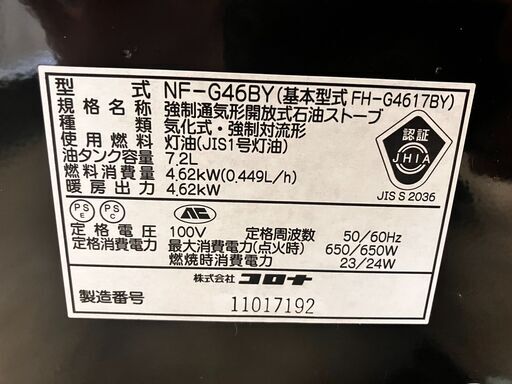 型式 NF-G46BY(基本型式 FH-G4617BY)
規格名称 強制通気形開放式石油ストーブ
気化式・強制対流形
使用燃料 灯油(JIS1号灯油)
油タンク容量 7.2L
燃料消費量 4.62kW(0.449L/h)
暖房出力 4.62kW
認証
JHIA
JIS S 2036
PS E PS C
定格電圧 100V 定格周波数 50/60Hz
定格消費電力 最大消費電力(点火時) 650/650W
燃焼時消費電力 23/24W
株式会社 コロナ
製造番号 11017192